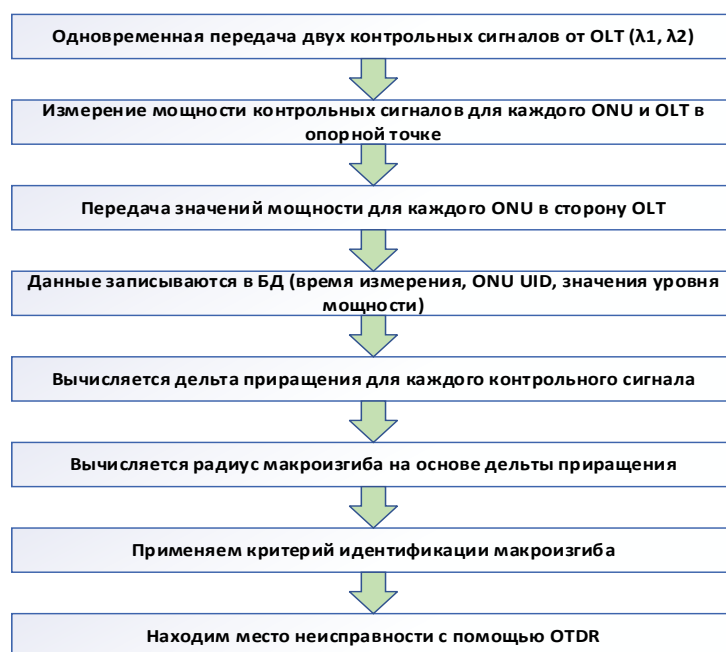 Одновременная передача двух контрольных сигналов от OLT (λ1, λ2)
Измерение мощности контрольных сигналов для каждого ONU и OLT в
опорной точке
Передача значений мощности для каждого ONU в сторону OLT
Данные записываются в БД (время измерения, ONU UID, значения уровня
мощности)
Вычисляется дельта приращения для каждого контрольного сигнала
Вычисляется радиус макроизгиба на основе дельты приращения
Применяем критерий идентификации макроизгиба
Находим место неисправности с помощью OTDR